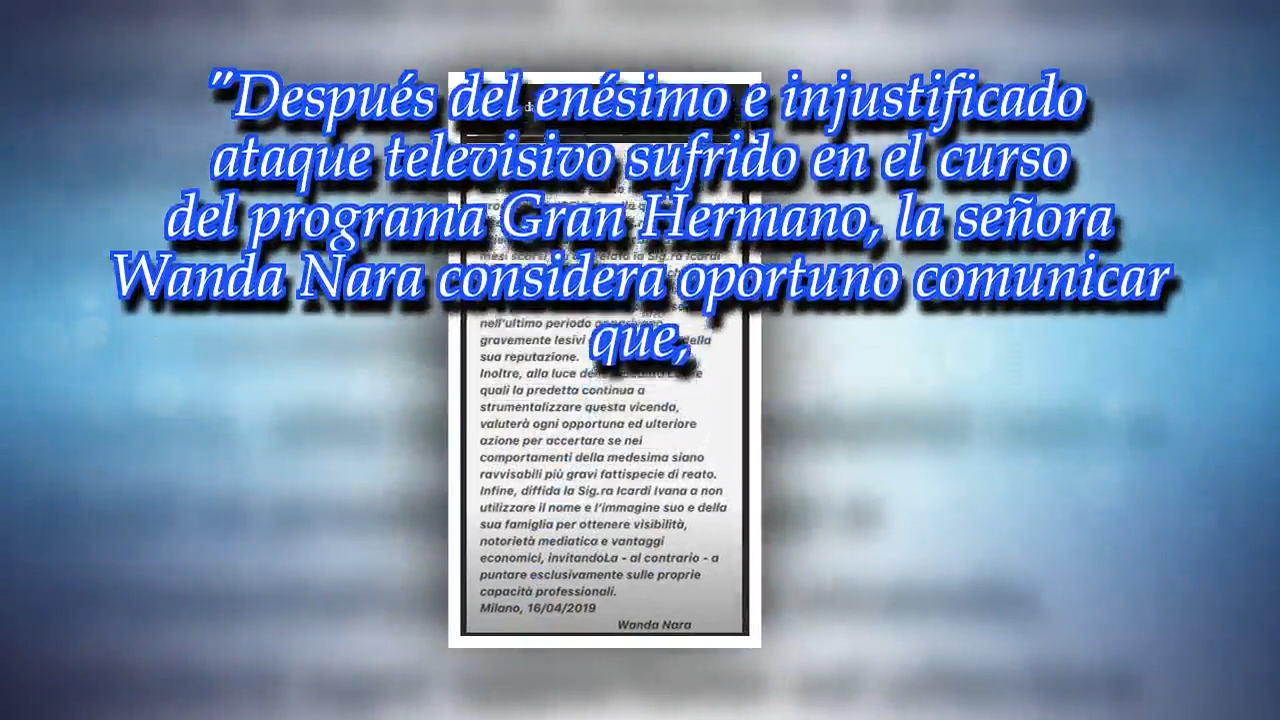 "Después del enésimo e injustificado
ataque televisivo sufrido en el curso
del programa Gran Hermano, la señora
Wanda Nara considera oportuno comunicar
que,
nell'ultimo periodo
gravemente lesivi della
sua reputazione.
Inoltre, alla luce
quali la predetta continua a
strumentalizzare questa vicenda,
valuterà ogni opportuna ed ulteriore
azione per accertare se nei
comportamenti della medesima siano
ravvisabili più gravi fattispecie di reato.
Infine, diffida la Sig.ra Icardi Ivana a non
utilizzare il nome e l'immagine suo e della
sua famiglia per ottenere visibilità,
notorietà mediatica e vantaggi
economici, invitandoLa - al contrario - a
puntare esclusivamente sulle proprie
capacità professionali.
Milano, 16/04/2019
Wanda Nara